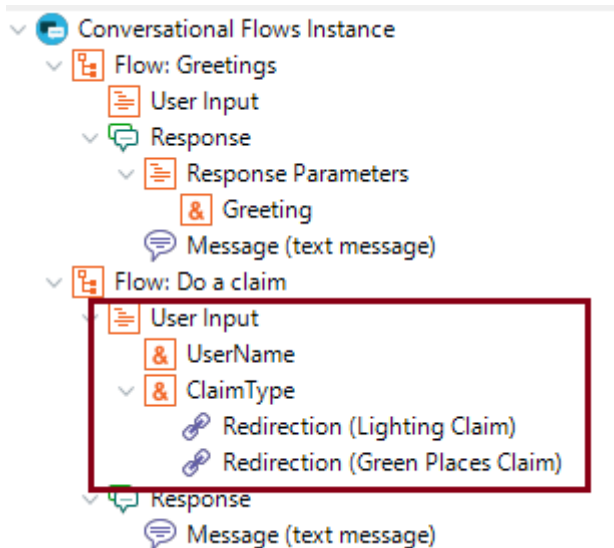 Conversational Flows Instance
Flow: Greetings
User Input
Response
Response Parameters
& Greeting
Message (text message)
Flow: Do a claim
User Input
& UserName
& ClaimType
Redirection (Lighting Claim)
Redirection (Green Places Claim)
Response
Message (text message)